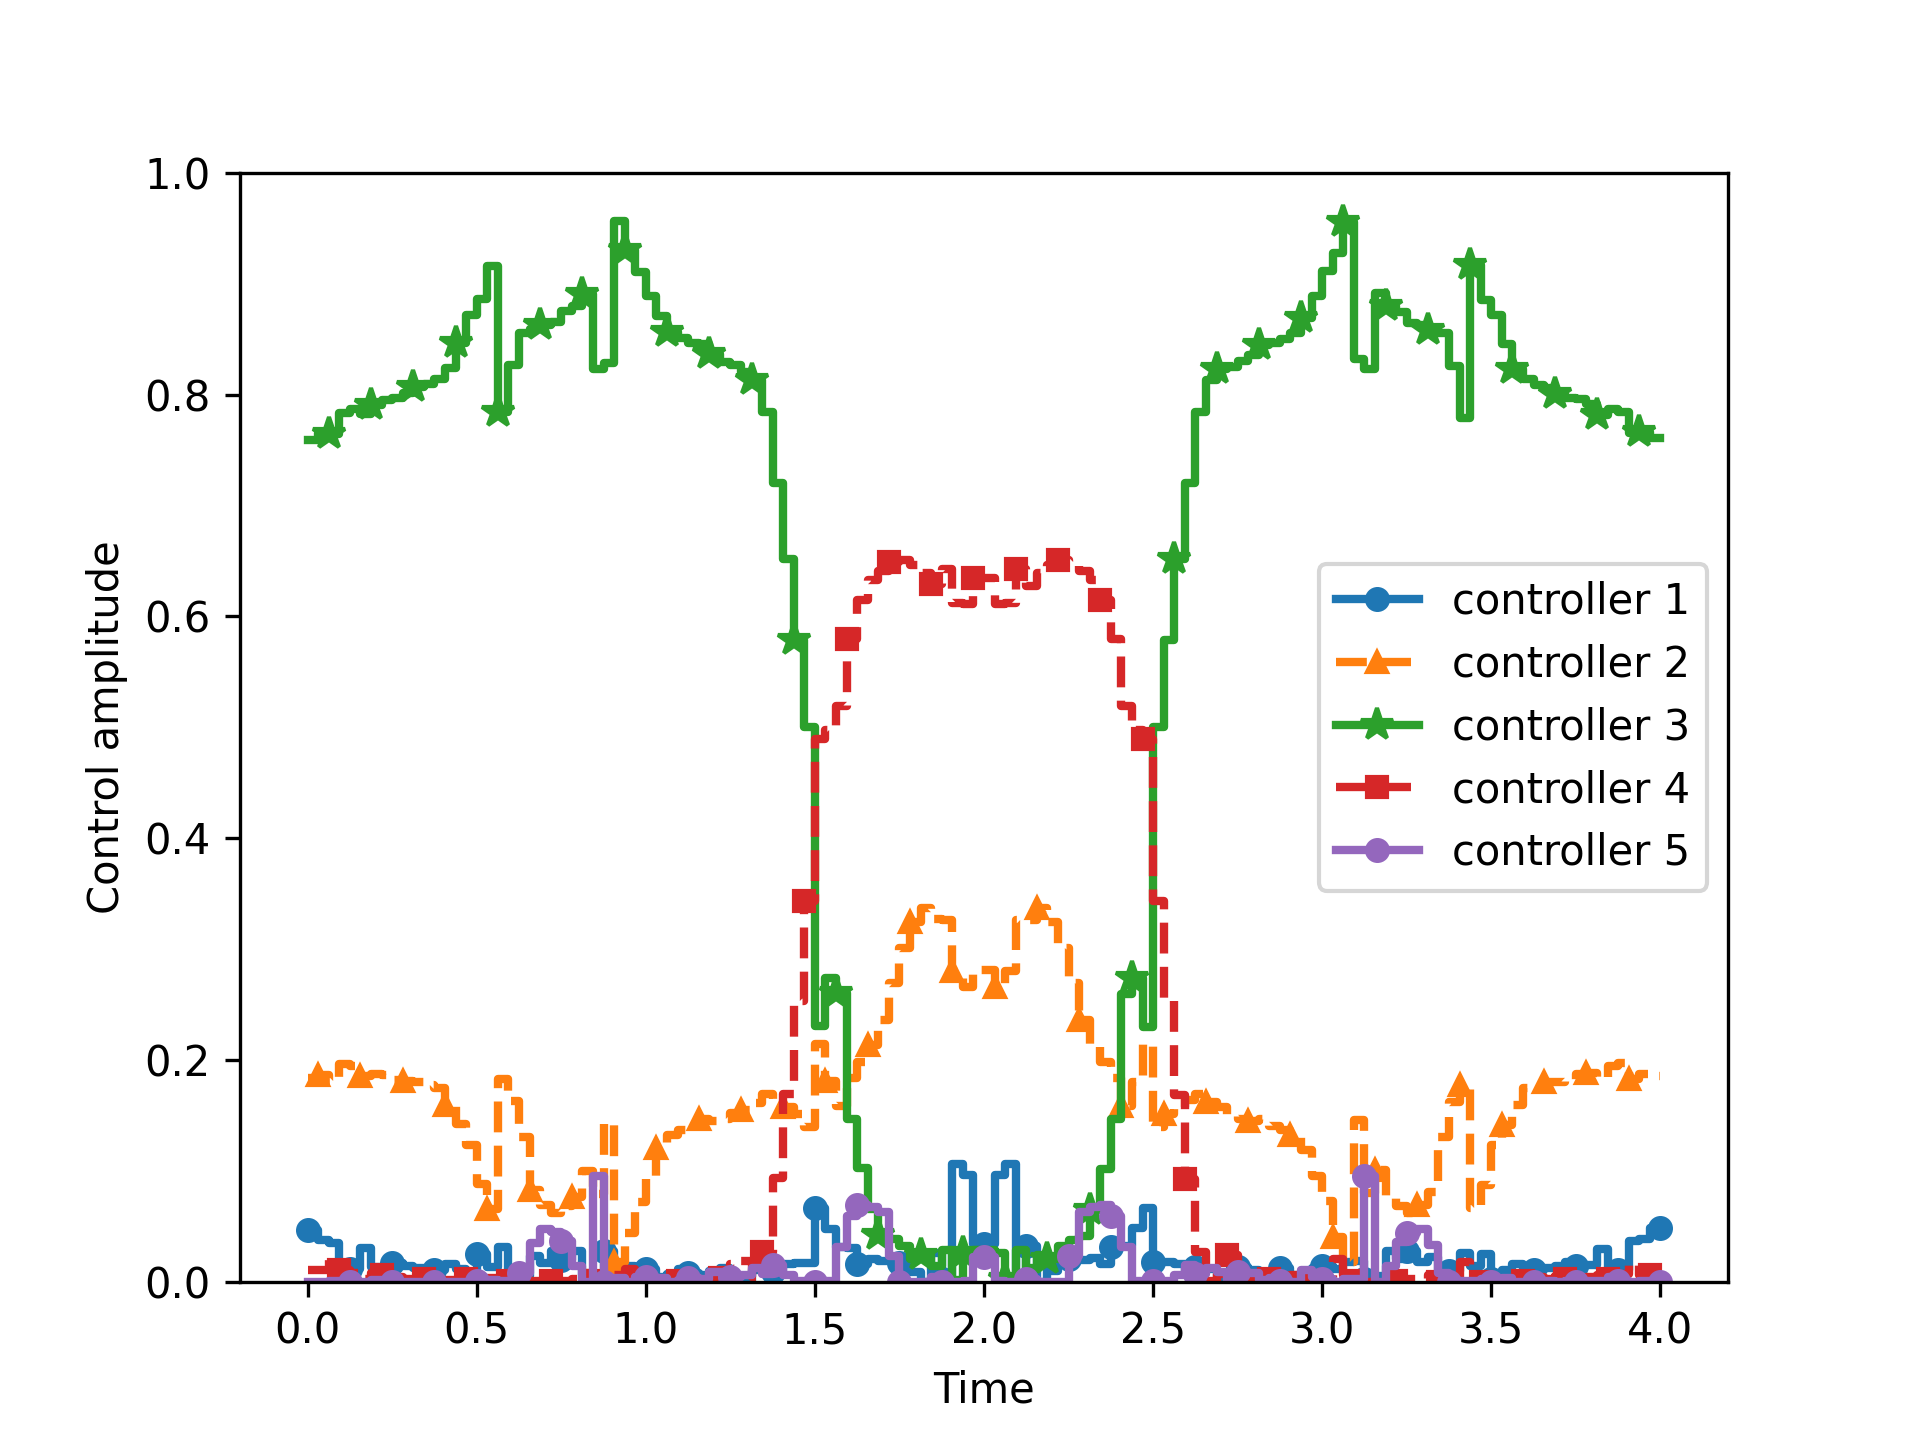 1.0
0.8
0.6
0.4
0.2
0.0
Control amplitude
controller 1
controller 2
controller 3
controller 4
controller 5
0.0 0.5 1.0 1.5 2.0 2.5 3.0 3.5 4.0
Time